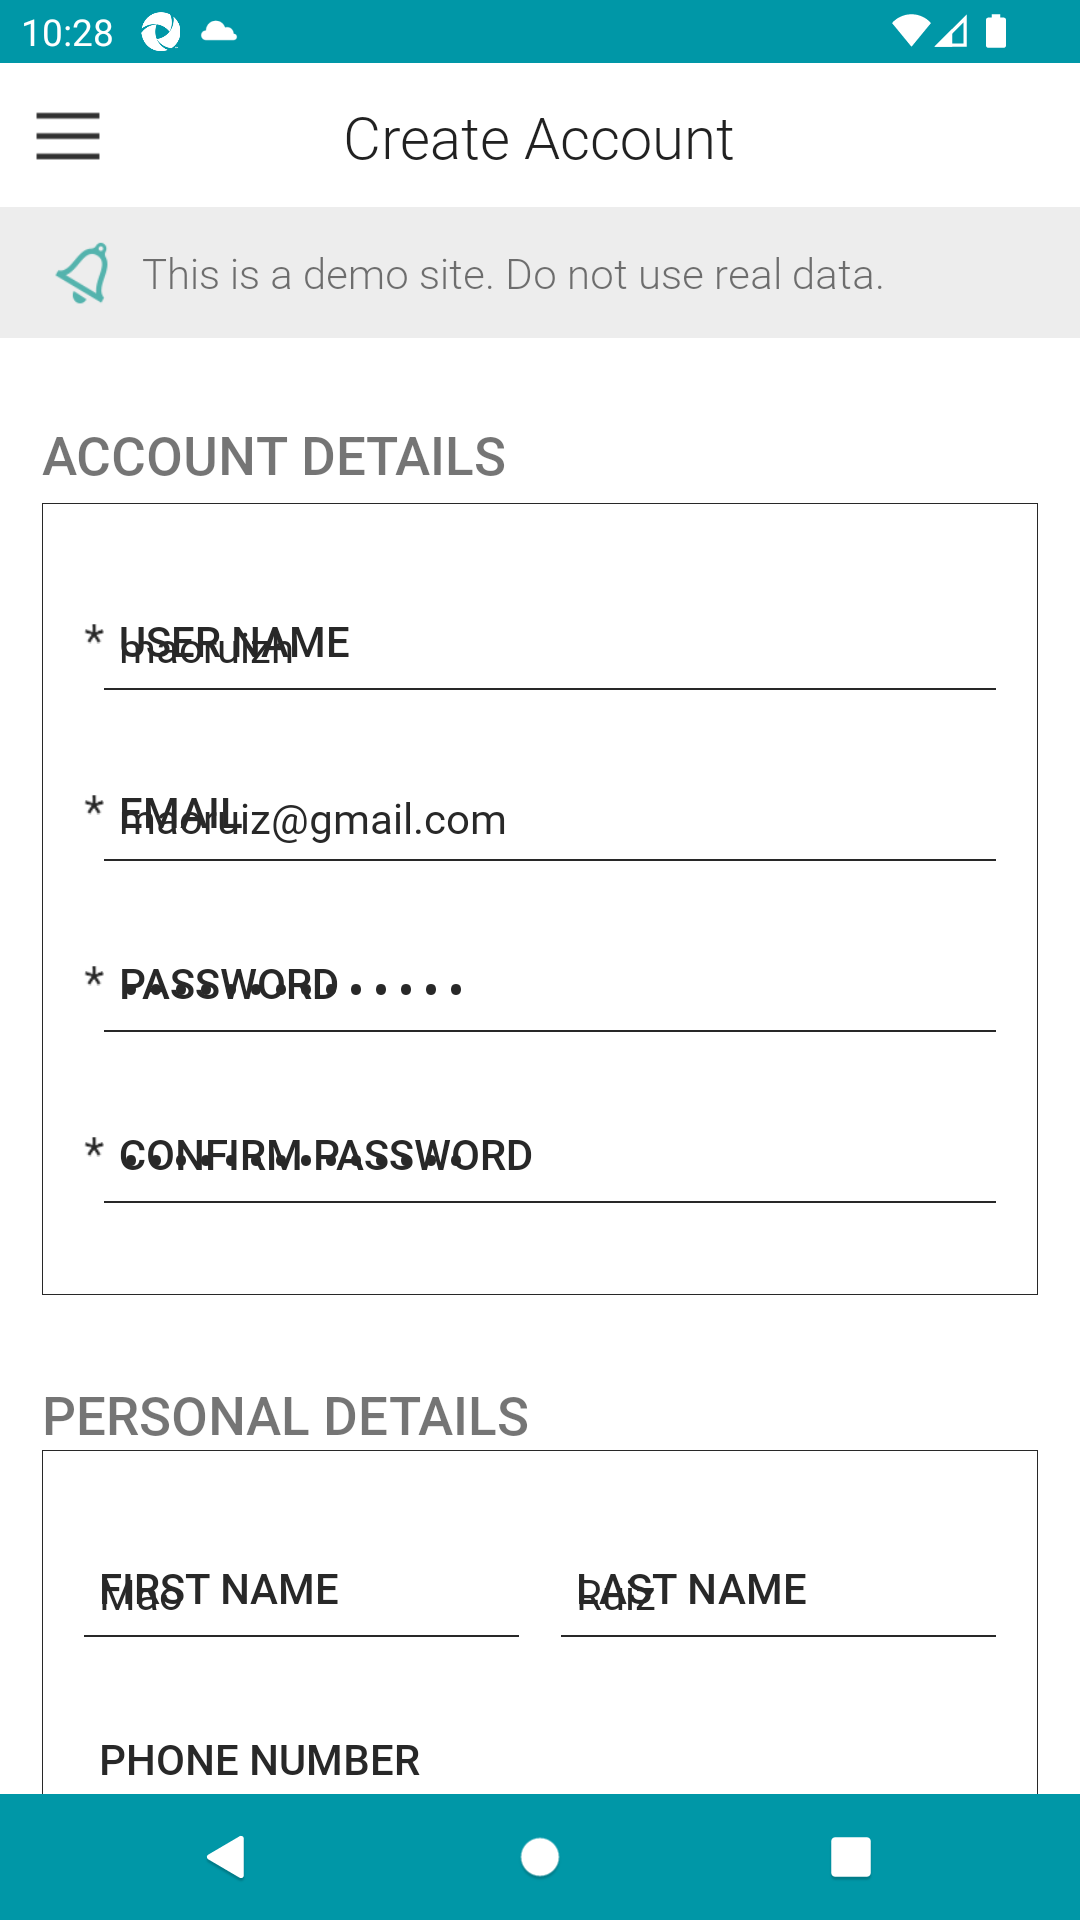 10:28
Create Account
This is a demo site. Do not use real data.
ACCOUNT DETAILS
* USER NAME
maoruizh
* EMAIL
maoruiz@gmail.com
* PASSWORD
••••••••••••••
* CONFIRM PASSWORD
••••••••••••••
PERSONAL DETAILS
FIRST NAME LAST NAME
Mao Ruiz
PHONE NUMBER